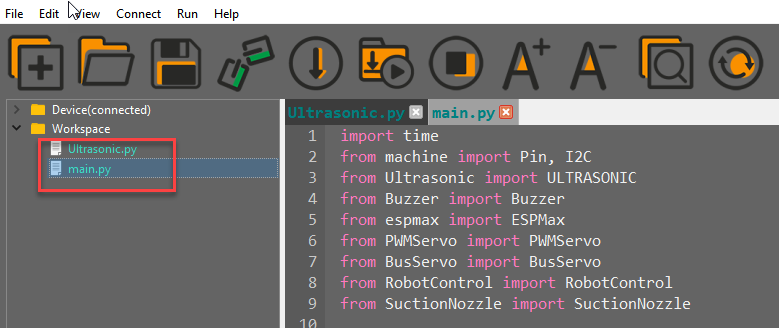 File Edit View Connect Run Help
Device(connected)
Workspace
Ultrasonic.py
main.py
Ultrasonic.py main.py
1 import time
2 from machine import Pin, I2C
3 from Ultrasonic import ULTRASONIC
4 from Buzzer import Buzzer
5 from espmax import ESPMax
6 from PWMServo import PWMServo
7 from BusServo import BusServo
8 from RobotControl import RobotControl
9 from SuctionNozzle import SuctionNozzle
10